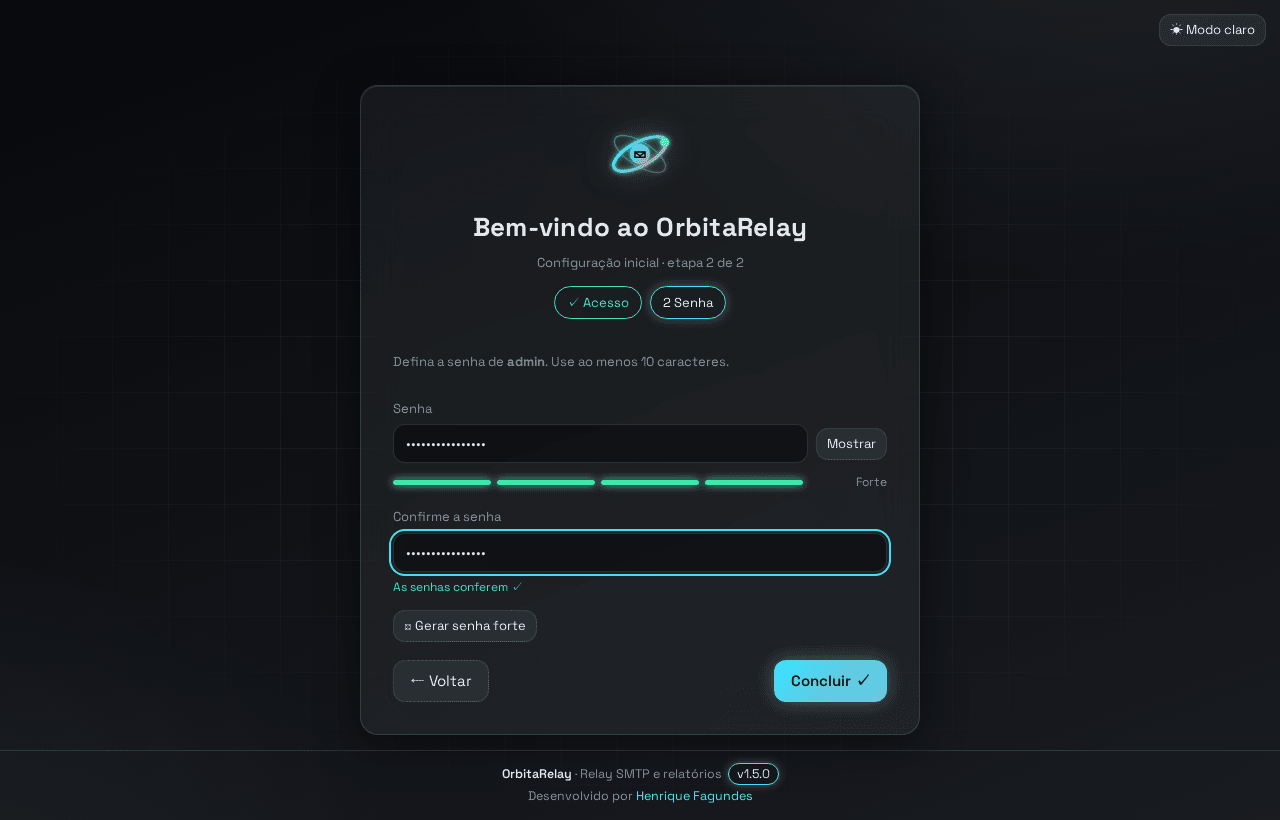 ☀ Modo claro
Bem-vindo ao OrbitaRelay
Configuração inicial · etapa 2 de 2
✓ Acesso
2 Senha
Defina a senha de admin. Use ao menos 10 caracteres.
Senha
••••••••••••••••
Mostrar
Forte
Confirme a senha
••••••••••••••••
As senhas conferem ✓
Gerar senha forte
← Voltar
Concluir ✓
OrbitaRelay · Relay SMTP e relatórios v1.5.0
Desenvolvido por Henrique Fagundes